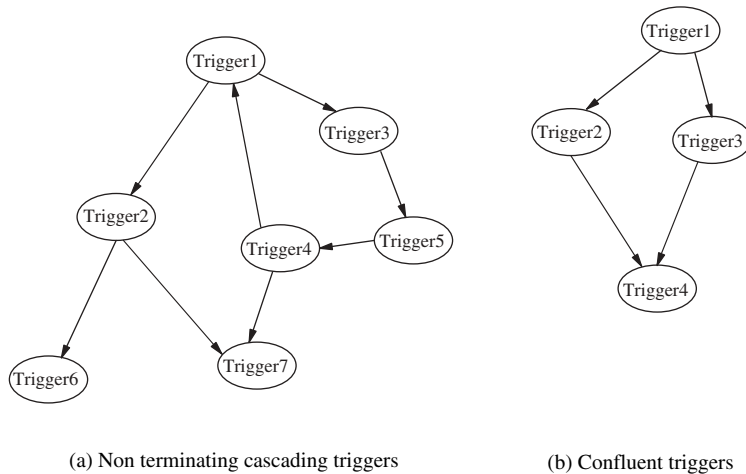 Trigger1
Trigger3
Trigger2
Trigger4
Trigger5
Trigger6
Trigger7
(a) Non terminating cascading triggers
Trigger1
Trigger2
Trigger3
Trigger4
(b) Confluent triggers